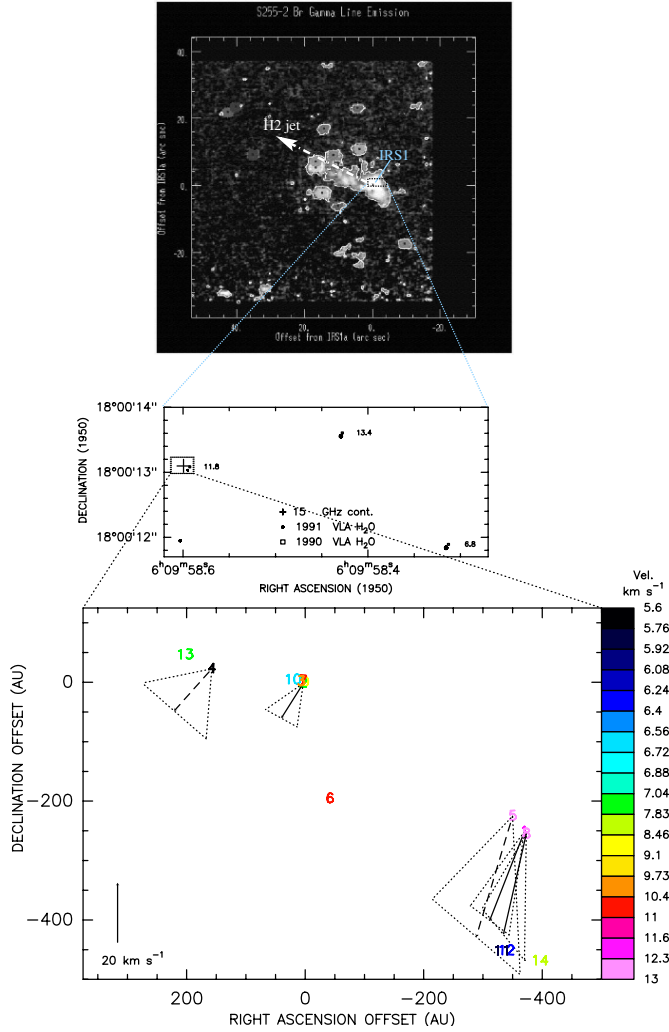 S255-2 Br Gamma Line Emission
40.
20.
0.
-20.
Offset from IRS1a (arc sec)
H2 jet
IRS1
40. 20. 0. -20.
Offset from IRS1a (arc sec)
18°00'14"
18°00'13"
18°00'12"
DECLINATION (1950)
13.4
11.8
6.8
15 GHz cont.
1991 VLA H₂O
1990 VLA H₂O
6ʰ09ᵐ58ˢ.6 6ʰ09ᵐ58ˢ.4
RIGHT ASCENSION (1950)
Vel.
km s⁻¹
5.6
5.76
5.92
6.08
6.24
6.4
6.56
6.72
6.88
7.04
7.83
8.46
9.1
9.73
10.4
11
11.6
12.3
13
0
-200
-400
DECLINATION OFFSET (AU)
13
4
10
6
5
11
12
14
20 km s⁻¹
200 0 -200 -400
RIGHT ASCENSION OFFSET (AU)